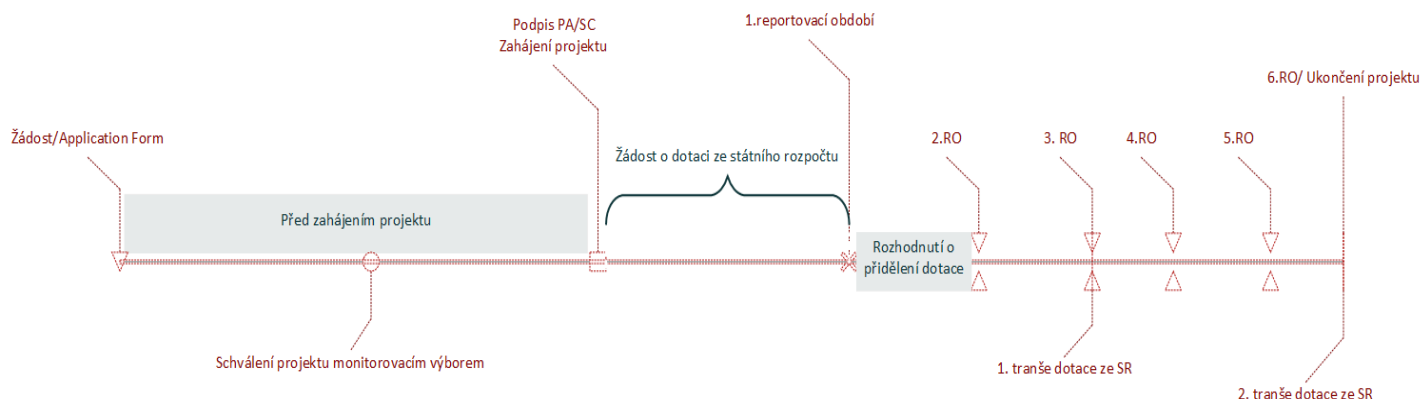 Podpis PA/SC
Zahájení projektu
1.reportovací období
6.RO/ Ukončení projektu
Žádost/Application Form
2.RO
3. RO
4.RO
5.RO
Žádost o dotaci ze státního rozpočtu
Před zahájením projektu
Rozhodnutí o
přidělení dotace
Schválení projektu monitorovacím výborem
1. tranše dotace ze SR
2. tranše dotace ze SR